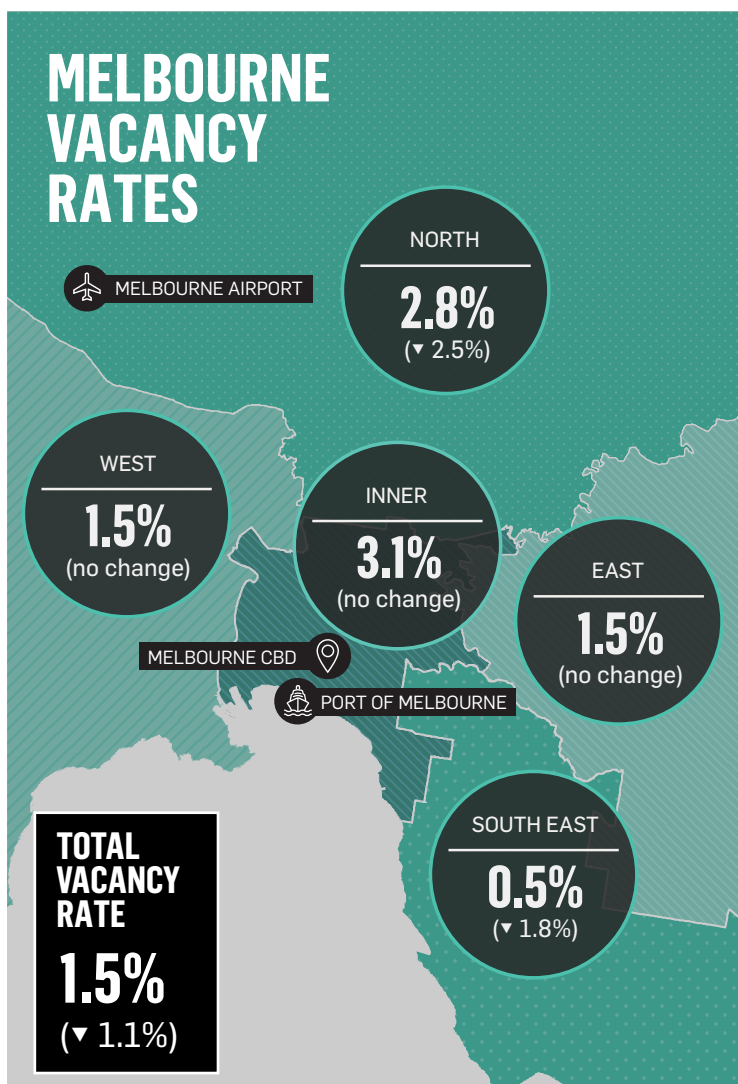 MELBOURNE
VACANCY
RATES
NORTH
2.8%
(▼ 2.5%)
MELBOURNE AIRPORT
WEST
1.5%
(no change)
INNER
3.1%
(no change)
EAST
1.5%
(no change)
MELBOURNE CBD
PORT OF MELBOURNE
SOUTH EAST
0.5%
(▼ 1.8%)
TOTAL
VACANCY
RATE
1.5%
(▼ 1.1%)